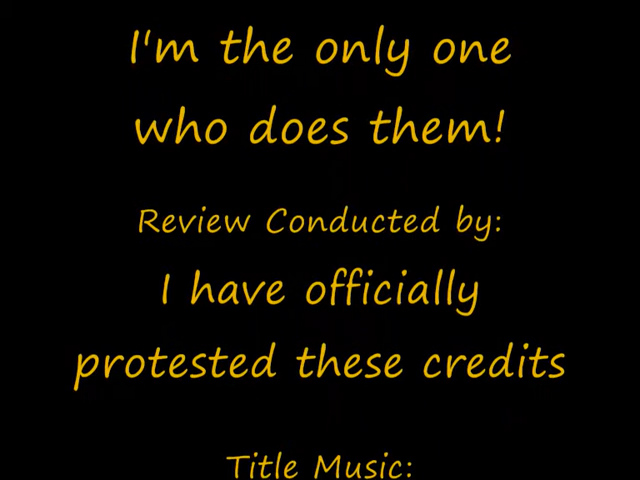 I'm the only one
who does them!
Review Conducted by:
I have officially
protested these credits
Title Music: